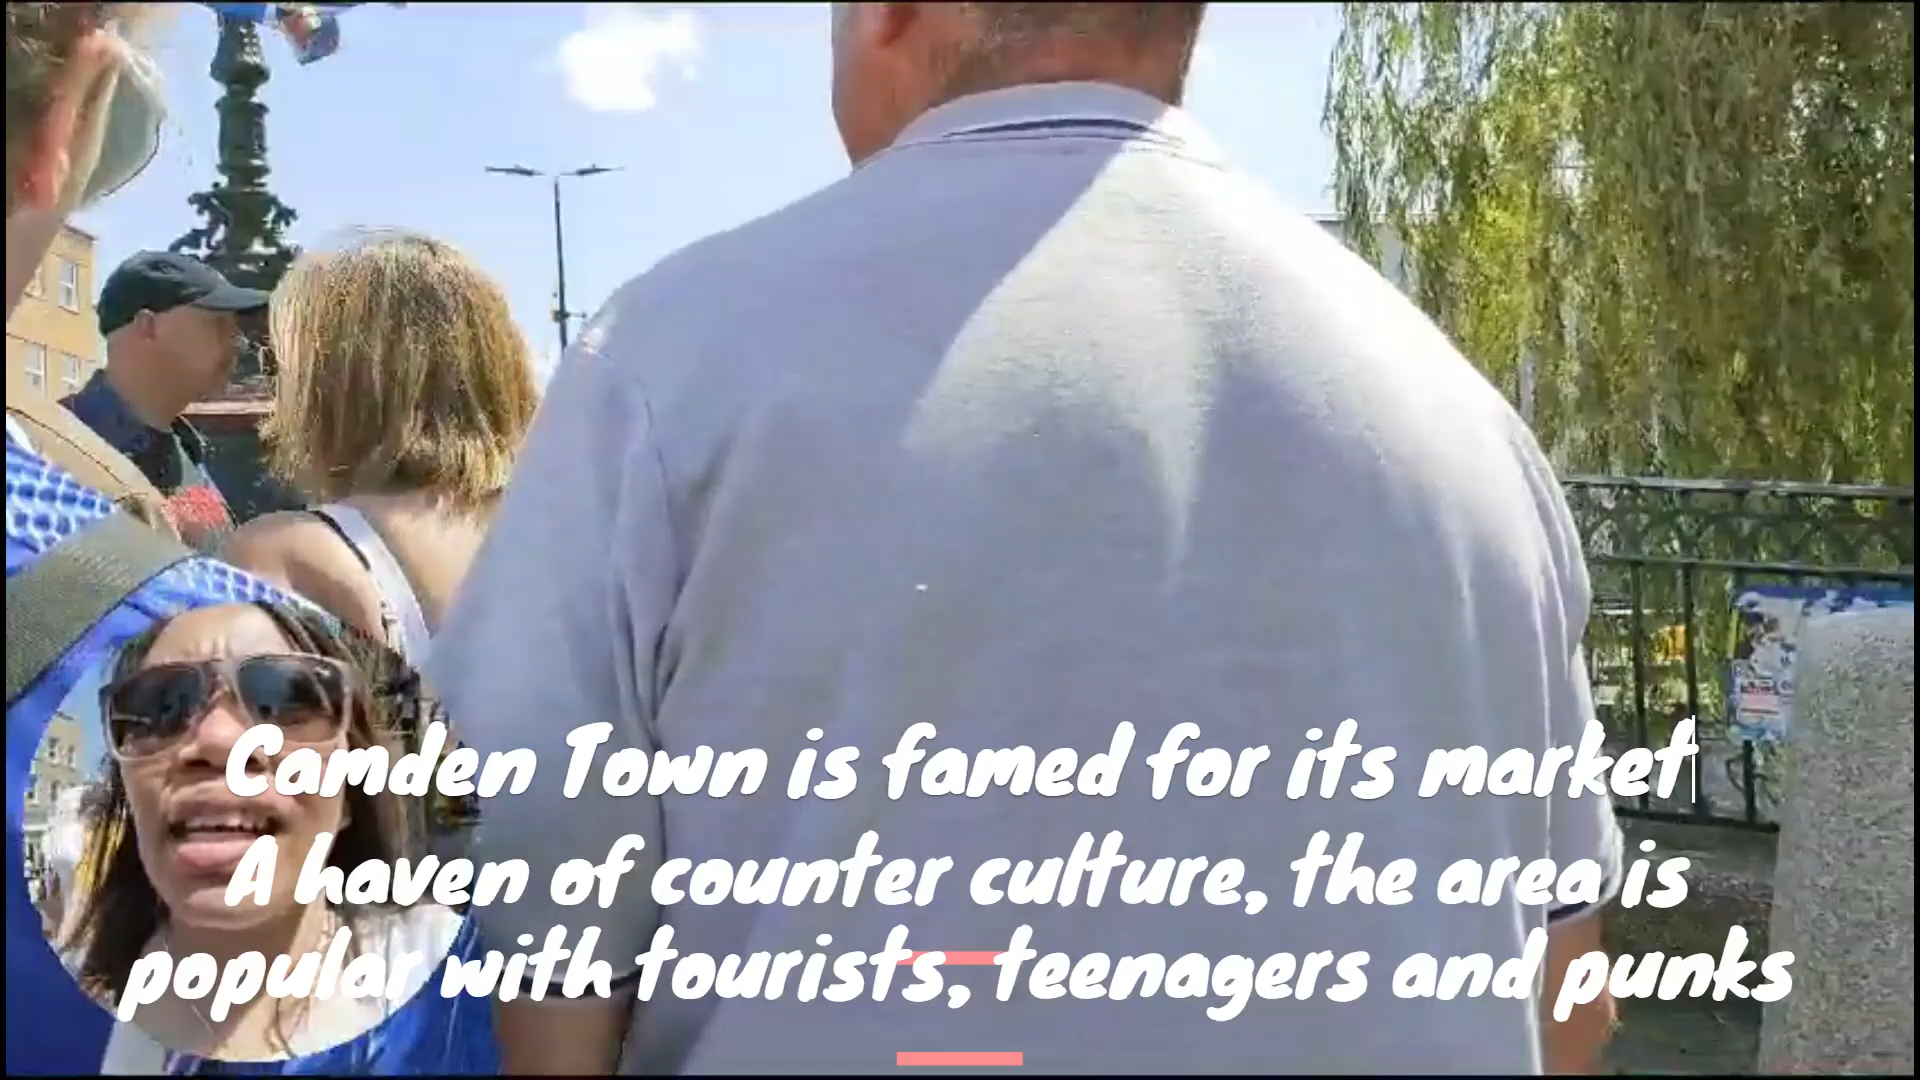 Camden Town is famed for its market
A haven of counter culture, the area is
popular with tourists, teenagers and punks